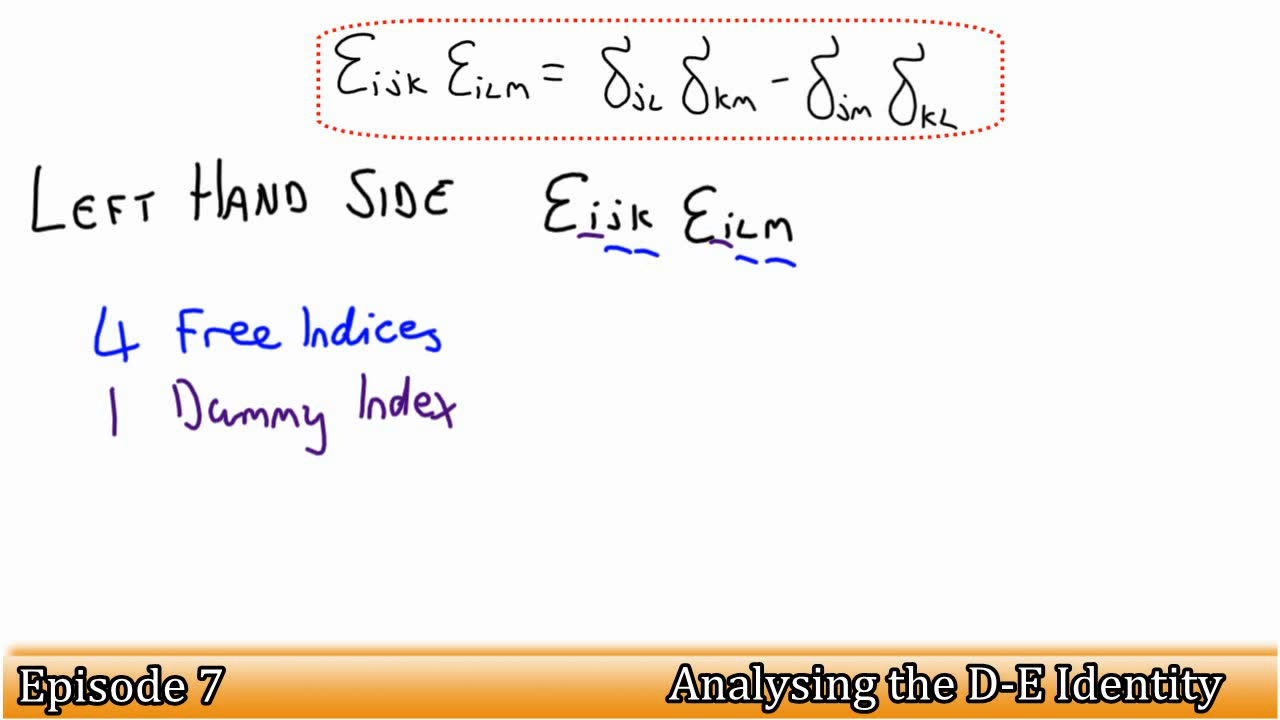 εijk εiLm = δjL δkm - δjm δkL
LEFT HAND SIDE εijk εiLm
4 Free Indices
1 Dummy Index
Episode 7 Analysing the D-E Identity